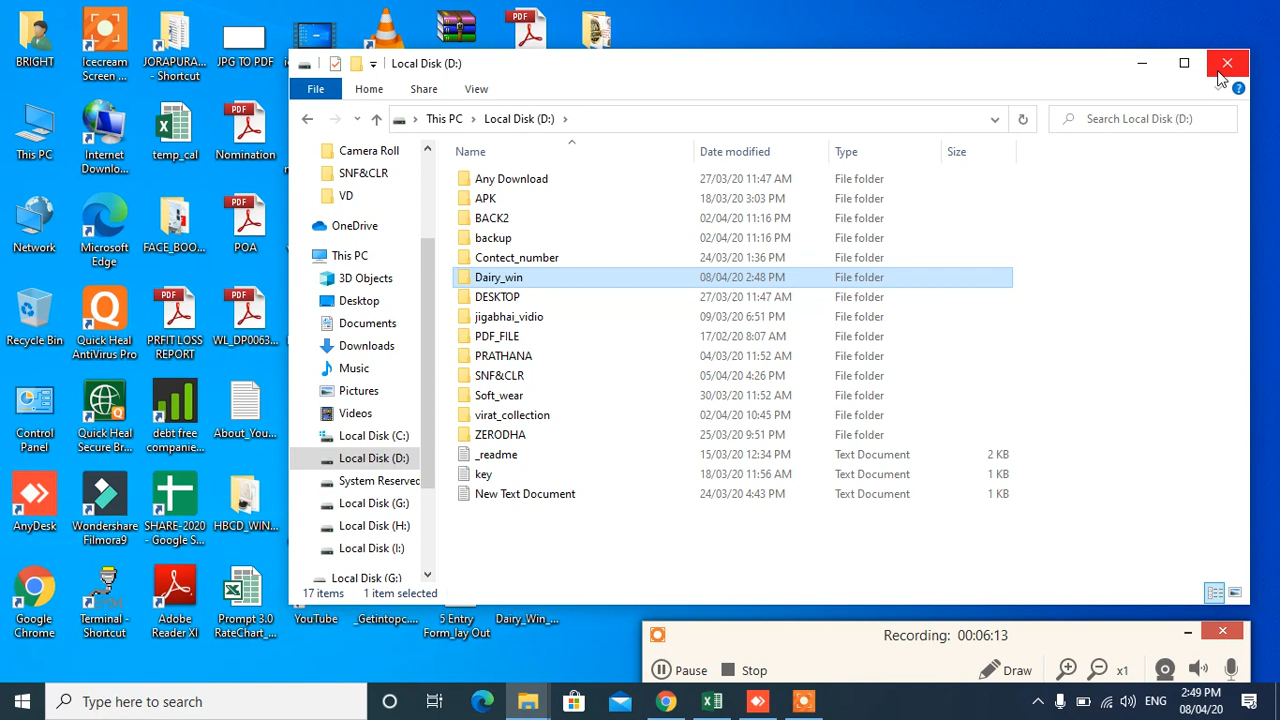 BRIGHT
Icecream
Screen ...
JORAPURA...
- Shortcut
JPG TO PDF
PDF
This PC
Internet
Downlo...
temp_cal
PDF
Nomination
Network
Microsoft
Edge
FACE_BOO...
PDF
POA
Recycle Bin
Quick Heal
AntiVirus Pro
PDF
PRFIT LOSS
REPORT
PDF
WL_DP0063...
Control
Panel
Quick Heal
Secure Br...
debt free
companie...
About_You...
AnyDesk
Wondershare
Filmora9
SHARE-2020
- Google S...
HBCD_WIN...
Google
Chrome
Terminal -
Shortcut
Adobe
Reader XI
Prompt 3.0
RateChart_...
YouTube
_Getintopc....
5 Entry
Form_lay Out
Dairy_Win_...
Local Disk (D:)
File
Home
Share
View
This PC
Local Disk (D:)
Search Local Disk (D:)
Camera Roll
SNF&CLR
VD
OneDrive
This PC
3D Objects
Desktop
Documents
Downloads
Music
Pictures
Videos
Local Disk (C:)
Local Disk (D:)
System Reserved
Local Disk (G:)
Local Disk (H:)
Local Disk (I:)
Local Disk (G:)
Name Date modified Type Size
Any Download 27/03/20 11:47 AM File folder
APK 18/03/20 3:03 PM File folder
BACK2 02/04/20 11:16 PM File folder
backup 02/04/20 11:16 PM File folder
Contect_number 24/03/20 1:36 PM File folder
Dairy_win 08/04/20 2:48 PM File folder
DESKTOP 27/03/20 11:47 AM File folder
jigabhai_vidio 09/03/20 6:51 PM File folder
PDF_FILE 17/02/20 8:07 AM File folder
PRATHANA 04/03/20 11:52 AM File folder
SNF&CLR 05/04/20 4:26 PM File folder
Soft_wear 30/03/20 11:52 AM File folder
virat_collection 02/04/20 10:45 PM File folder
ZERODHA 25/03/20 9:51 PM File folder
_readme 15/03/20 12:34 PM Text Document 2 KB
key 18/03/20 11:56 AM Text Document 1 KB
New Text Document 24/03/20 4:43 PM Text Document 1 KB
17 items 1 item selected
Recording: 00:06:13
Pause
Stop
Draw
x1
Type here to search
ENG
2:49 PM
08/04/20